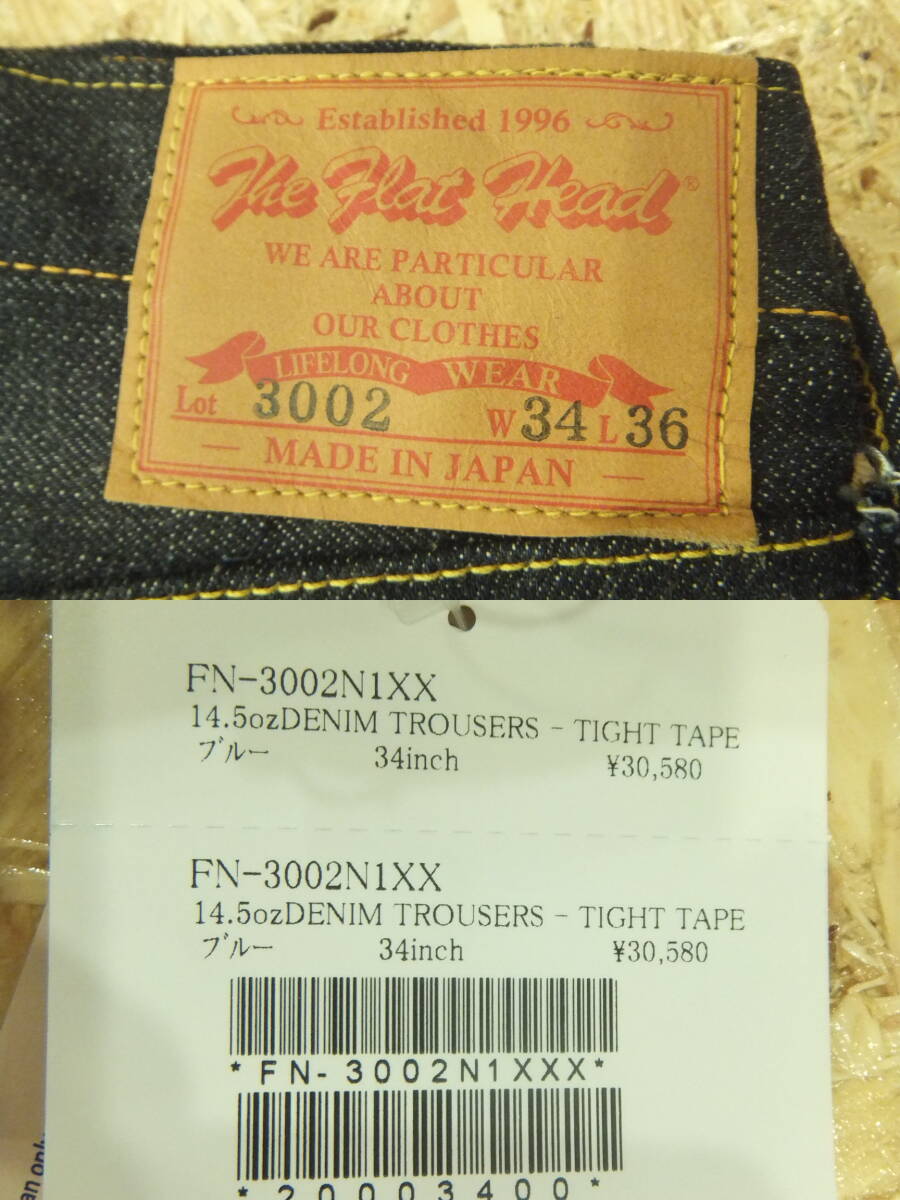 Established 1996
The Flat Head®
WE ARE PARTICULAR
ABOUT
OUR CLOTHES
LIFELONG WEAR
Lot 3002 W34 L36
MADE IN JAPAN
FN-3002N1XX
14.5ozDENIM TROUSERS - TIGHT TAPE
ブルー 34inch ¥30,580
FN-3002N1XX
14.5ozDENIM TROUSERS - TIGHT TAPE
ブルー 34inch ¥30,580
*FN-3002N1XXX*
*20003400*